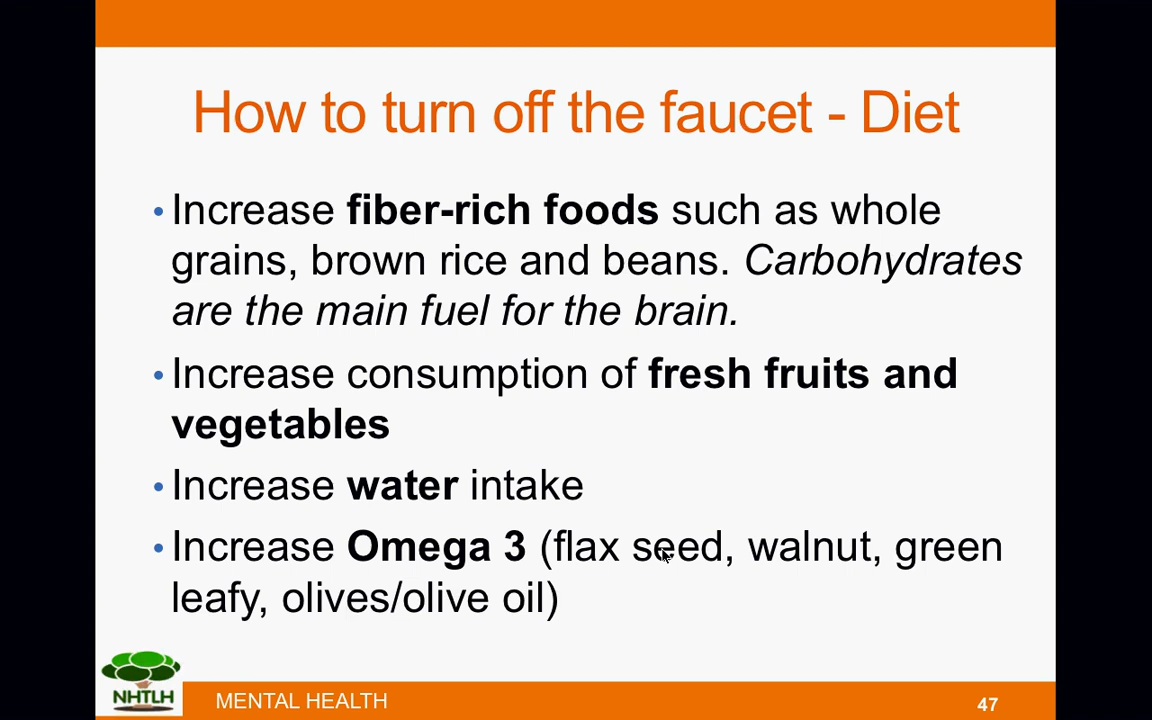 How to turn off the faucet - Diet
• Increase fiber-rich foods such as whole
grains, brown rice and beans. Carbohydrates
are the main fuel for the brain.
• Increase consumption of fresh fruits and
vegetables
• Increase water intake
• Increase Omega 3 (flax seed, walnut, green
leafy, olives/olive oil)
NHTLH
MENTAL HEALTH
47